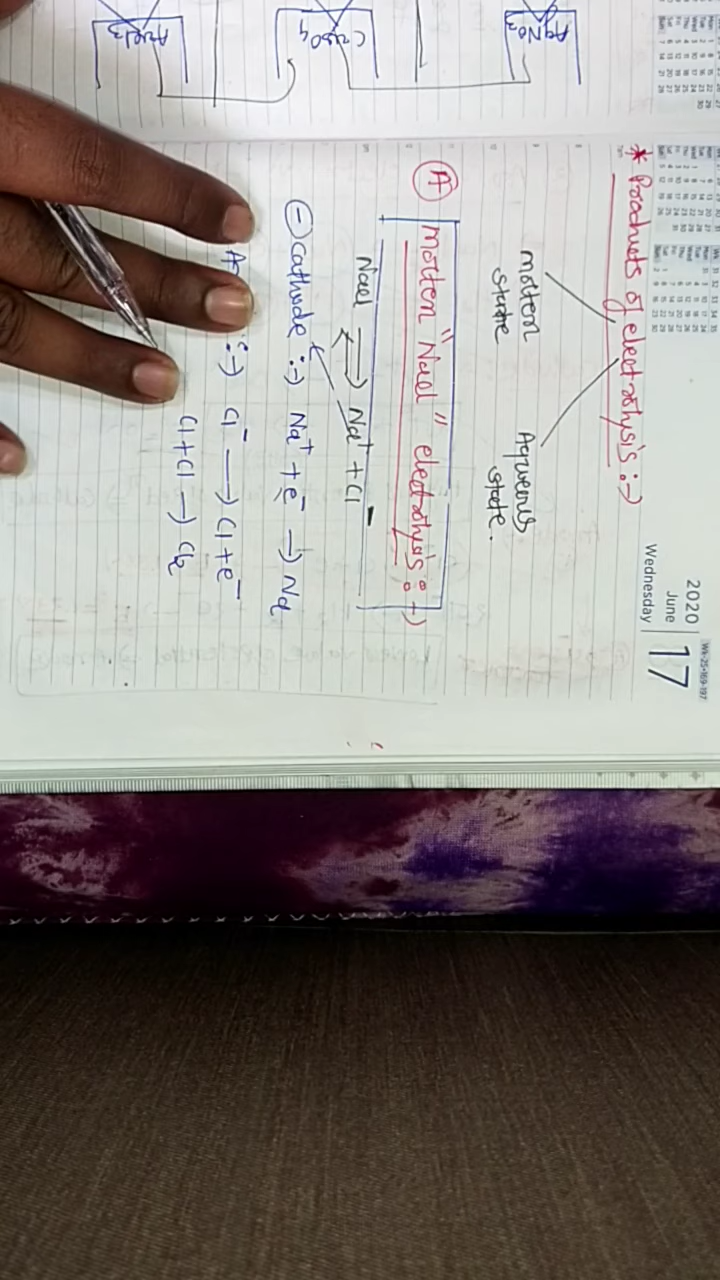 AgNO3
CuSO4
AuCl3
2020
June
Wednesday
17
* Products of electrolysis :→
molten state
Aqueous state.
Ⓐ molten "Nacl" electrolysis :→
Nacl ⇌ Na⁺ + Cl⁻
⊖ cathode :→ Na⁺ + e⁻ → Na
:→ Cl⁻ → Cl + e⁻
Cl + Cl → Cl2